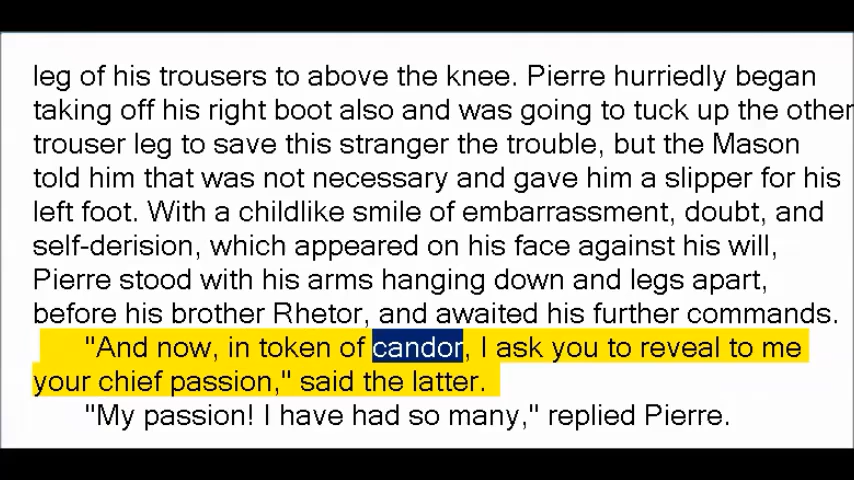 leg of his trousers to above the knee. Pierre hurriedly began
taking off his right boot also and was going to tuck up the other
trouser leg to save this stranger the trouble, but the Mason
told him that was not necessary and gave him a slipper for his
left foot. With a childlike smile of embarrassment, doubt, and
self-derision, which appeared on his face against his will,
Pierre stood with his arms hanging down and legs apart,
before his brother Rhetor, and awaited his further commands.
"And now, in token of candor, I ask you to reveal to me
your chief passion," said the latter.
"My passion! I have had so many," replied Pierre.